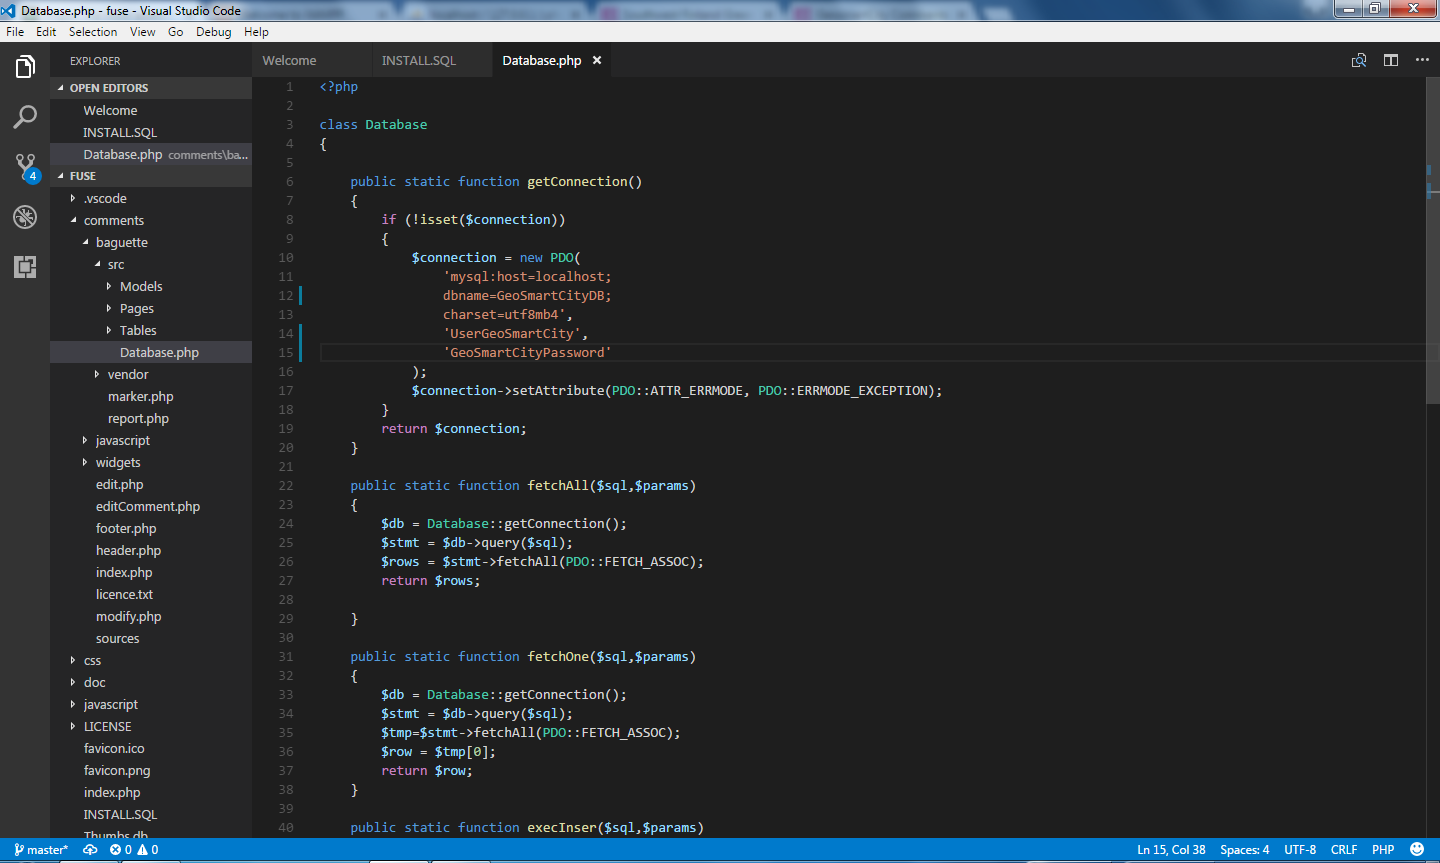 Database.php - fuse - Visual Studio Code
File Edit Selection View Go Debug Help
EXPLORER
OPEN EDITORS
Welcome
INSTALL.SQL
Database.php comments\ba...
FUSE
.vscode
comments
baguette
src
Models
Pages
Tables
Database.php
vendor
marker.php
report.php
javascript
widgets
edit.php
editComment.php
footer.php
header.php
index.php
licence.txt
modify.php
sources
css
doc
javascript
LICENSE
favicon.ico
favicon.png
index.php
INSTALL.SQL
Thumbs.db
4
Welcome INSTALL.SQL Database.php
1 <?php
2
3 class Database
4 {
5
6 public static function getConnection()
7 {
8 if (!isset($connection))
9 {
10 $connection = new PDO(
11 'mysql:host=localhost;
12 dbname=GeoSmartCityDB;
13 charset=utf8mb4',
14 'UserGeoSmartCity',
15 'GeoSmartCityPassword'
16 );
17 $connection->setAttribute(PDO::ATTR_ERRMODE, PDO::ERRMODE_EXCEPTION);
18 }
19 return $connection;
20 }
21
22 public static function fetchAll($sql,$params)
23 {
24 $db = Database::getConnection();
25 $stmt = $db->query($sql);
26 $rows = $stmt->fetchAll(PDO::FETCH_ASSOC);
27 return $rows;
28
29 }
30
31 public static function fetchOne($sql,$params)
32 {
33 $db = Database::getConnection();
34 $stmt = $db->query($sql);
35 $tmp=$stmt->fetchAll(PDO::FETCH_ASSOC);
36 $row = $tmp[0];
37 return $row;
38 }
39
40 public static function execInser($sql,$params)
master* 0 0 Ln 15, Col 38 Spaces: 4 UTF-8 CRLF PHP